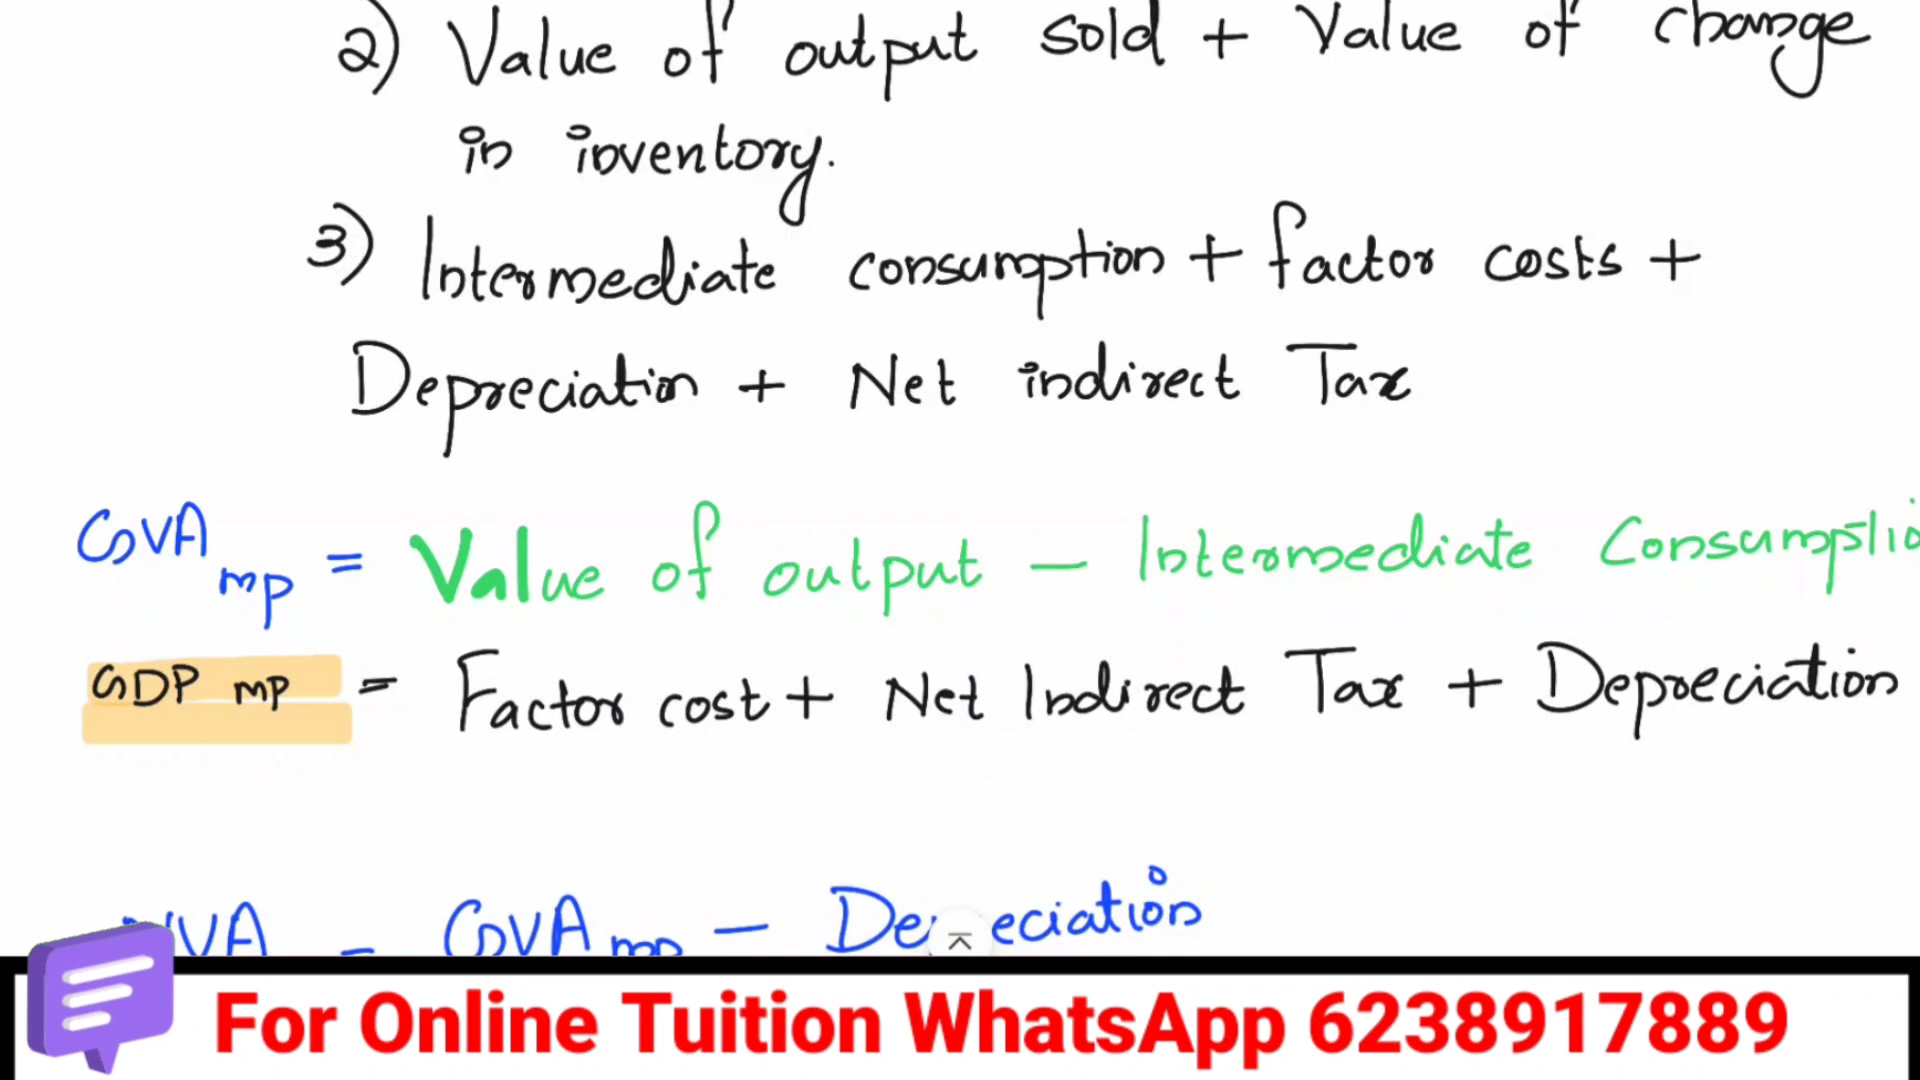 2) Value of output sold + Value of change
in inventory.
3) Intermediate consumption + factor costs +
Depreciation + Net indirect Tax
GVA mp = Value of output - Intermediate Consumptio
GDP MP = Factor cost + Net Indirect Tax + Depreciation
NVA = GVA mp - Depreciation
For Online Tuition WhatsApp 6238917889